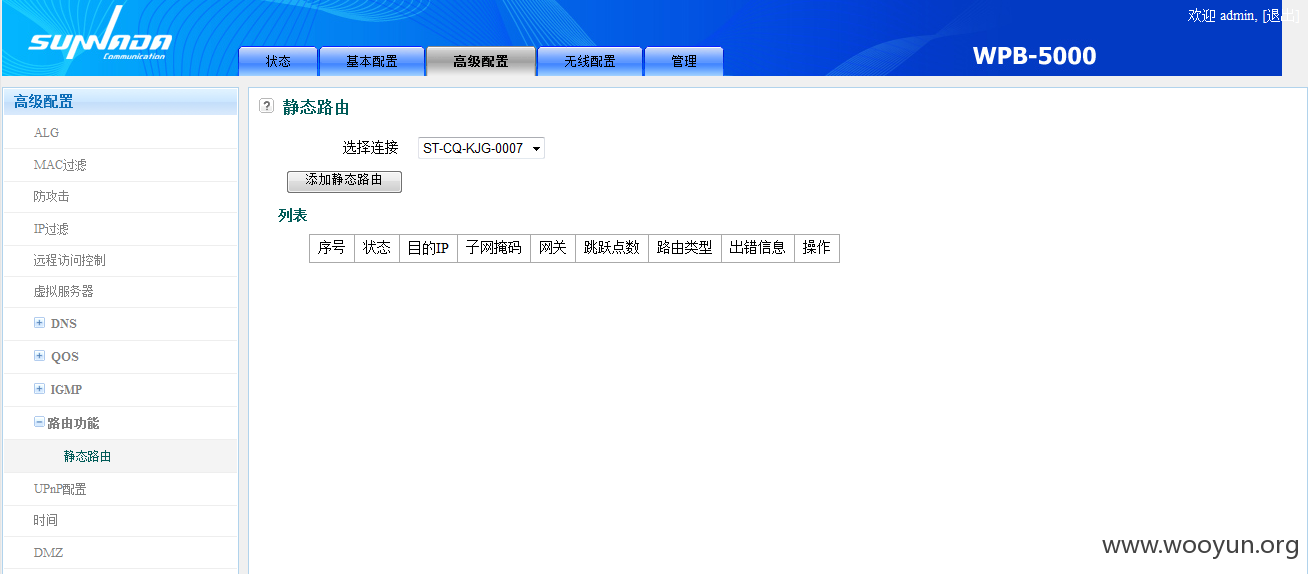 欢迎 admin, [退出]
SUNNADA
Communication
状态
基本配置
高级配置
无线配置
管理
WPB-5000
高级配置
ALG
MAC过滤
防攻击
IP过滤
远程访问控制
虚拟服务器
DNS
QOS
IGMP
路由功能
静态路由
UPnP配置
时间
DMZ
? 静态路由
选择连接 ST-CQ-KJG-0007
添加静态路由
列表
序号 状态 目的IP 子网掩码 网关 跳跃点数 路由类型 出错信息 操作
www.wooyun.org